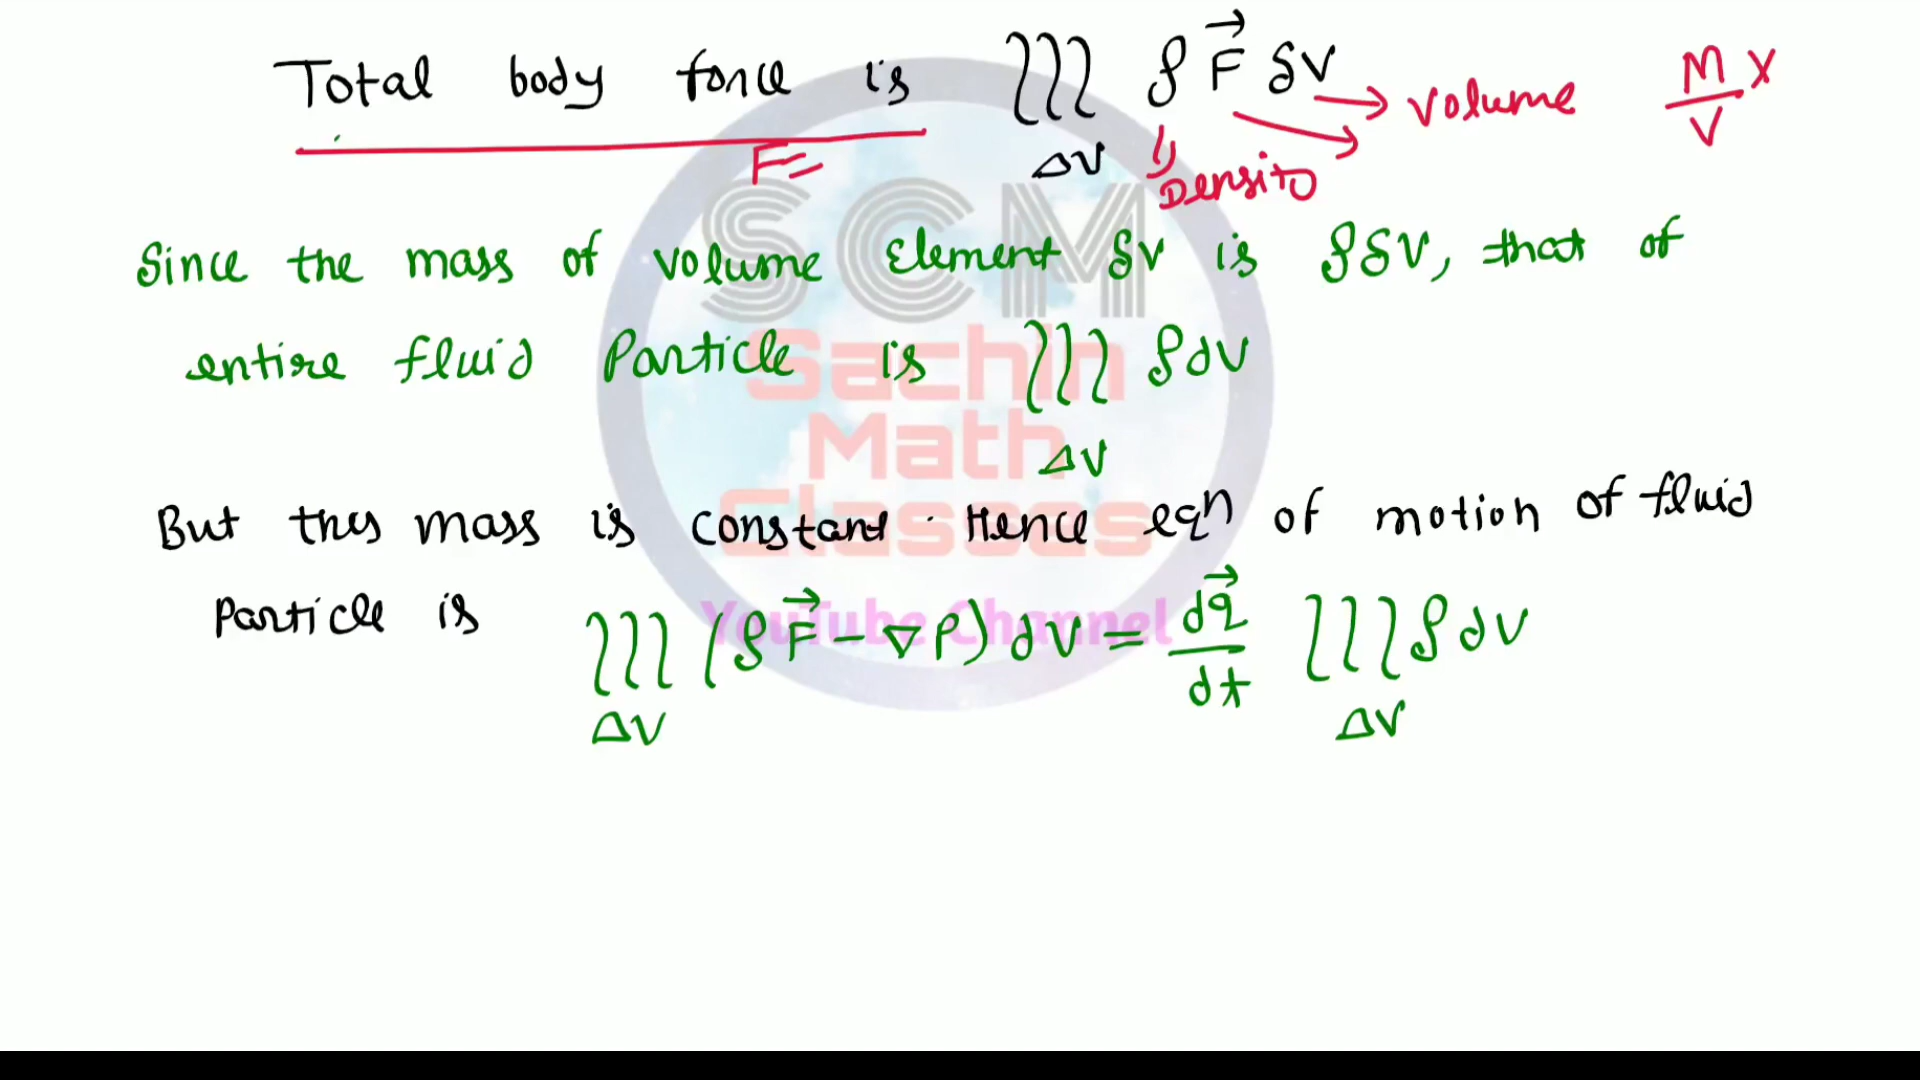 Total body force is ∭ ρ F⃗ δV → volume M/V X
ΔV
F=
Density
Since the mass of volume Element δV is ρδV, that of
entire fluid Particle is ∭ ρdV
ΔV
But this mass is constant. Hence eqn of motion of fluid
Particle is ∭ (ρF⃗ - ∇P) dV = dq⃗/dt ∭ ρdV
ΔV ΔV
SCM
Sachin
Math
Classes
YouTube Channel